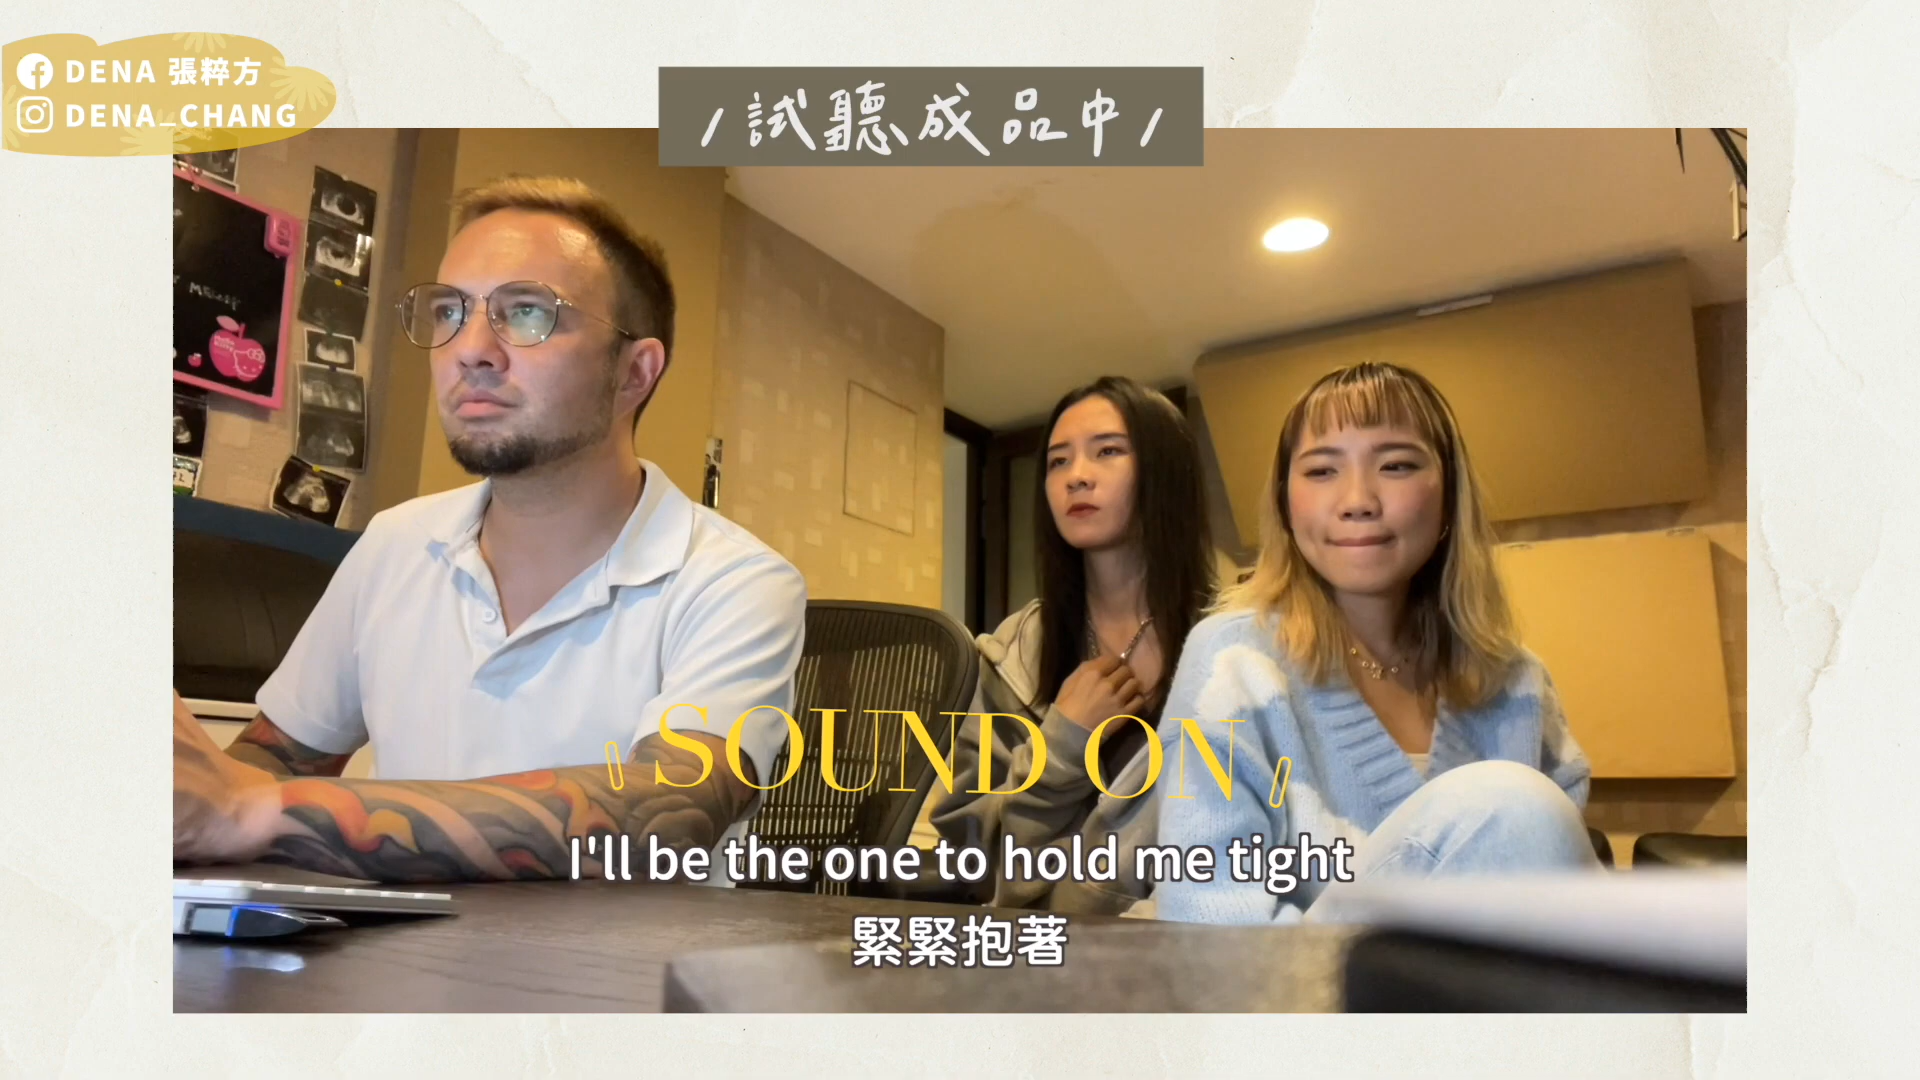 DENA 張粹方
DENA_CHANG
試聽成品中
SOUND ON
I'll be the one to hold me tight
緊緊抱著